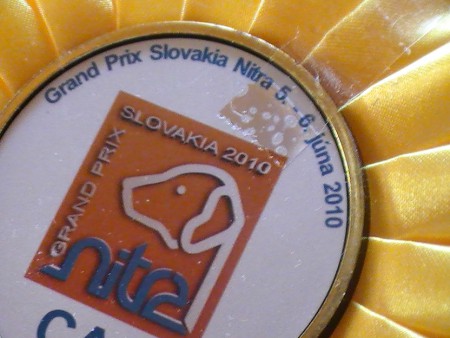 Grand Prix Slovakia Nitra 5. - 6. júna 2010
SLOVAKIA 2010
GRAND PRIX
nitra